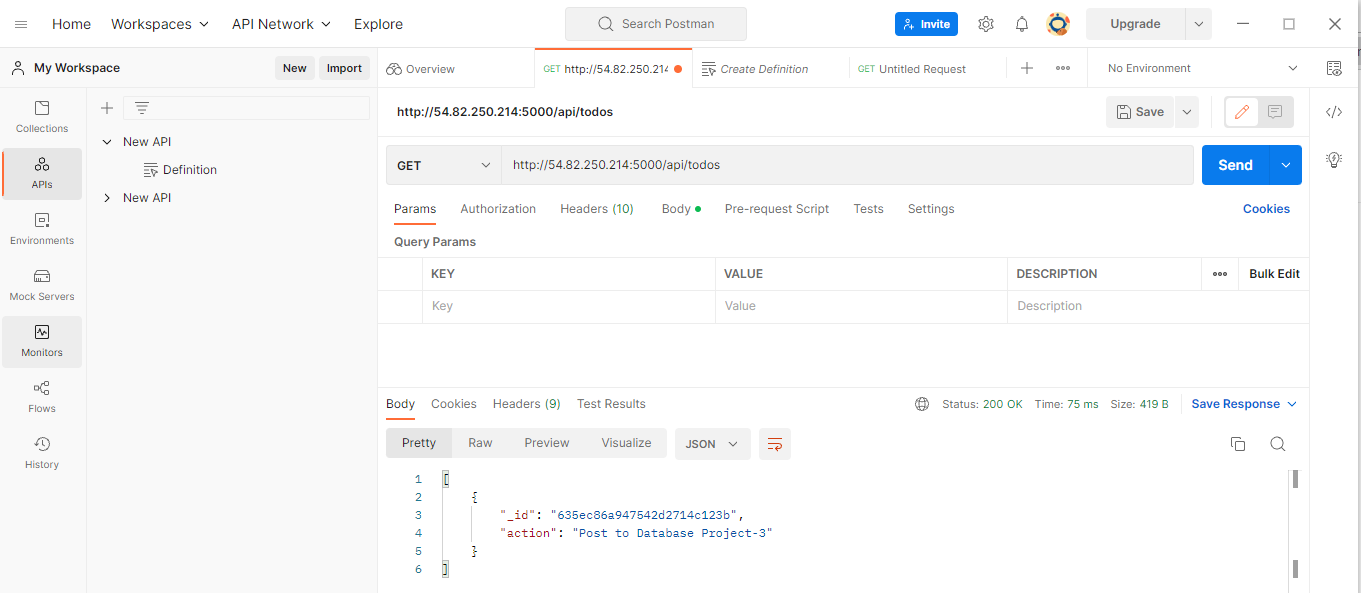 Home Workspaces API Network Explore Search Postman Invite Upgrade
My Workspace New Import Overview GET http://54.82.250.214 Create Definition GET Untitled Request No Environment
Collections
APIs
Environments
Mock Servers
Monitors
Flows
History
New API
Definition
New API
http://54.82.250.214:5000/api/todos Save
GET http://54.82.250.214:5000/api/todos Send
Params Authorization Headers (10) Body Pre-request Script Tests Settings Cookies
Query Params
KEY VALUE DESCRIPTION Bulk Edit
Key Value Description
Body Cookies Headers (9) Test Results Status: 200 OK Time: 75 ms Size: 419 B Save Response
Pretty Raw Preview Visualize JSON
1 [
2 {
3 "_id": "635ec86a947542d2714c123b",
4 "action": "Post to Database Project-3"
5 }
6 ]